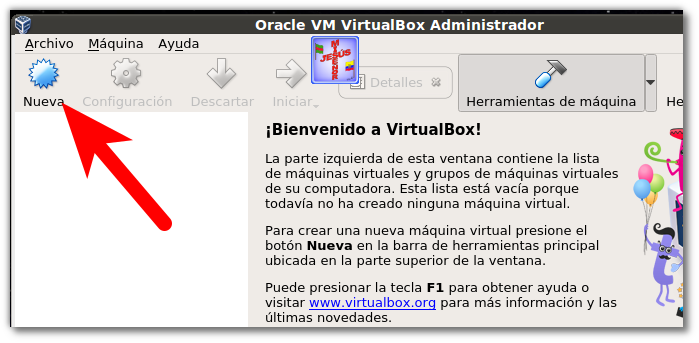 Oracle VM VirtualBox Administrador
Archivo Máquina Ayuda
Nueva Configuración Descartar Iniciar Detalles Herramientas de máquina He
JESÚS
¡Bienvenido a VirtualBox!
La parte izquierda de esta ventana contiene la lista
de máquinas virtuales y grupos de máquinas virtuales
de su computadora. Esta lista está vacía porque
todavía no ha creado ninguna máquina virtual.
Para crear una nueva máquina virtual presione el
botón Nueva en la barra de herramientas principal
ubicada en la parte superior de la ventana.
Puede presionar la tecla F1 para obtener ayuda o
visitar www.virtualbox.org para más información y las
últimas novedades.